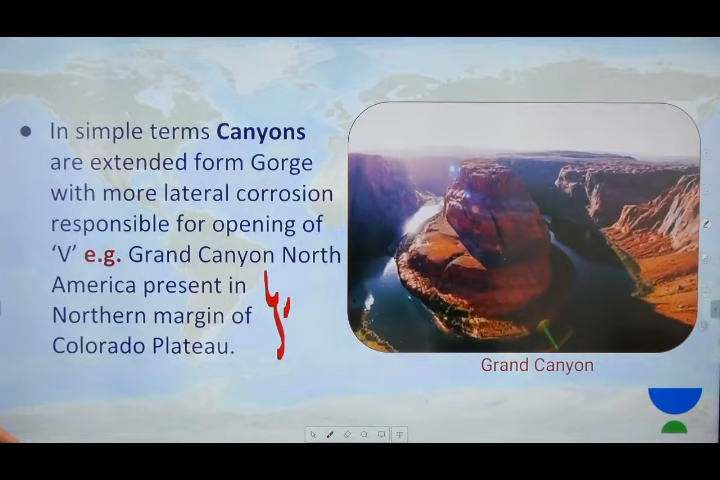 In simple terms Canyons
are extended form Gorge
with more lateral corrosion
responsible for opening of
‘V’ e.g. Grand Canyon North
America present in
Northern margin of
Colorado Plateau.
Grand Canyon